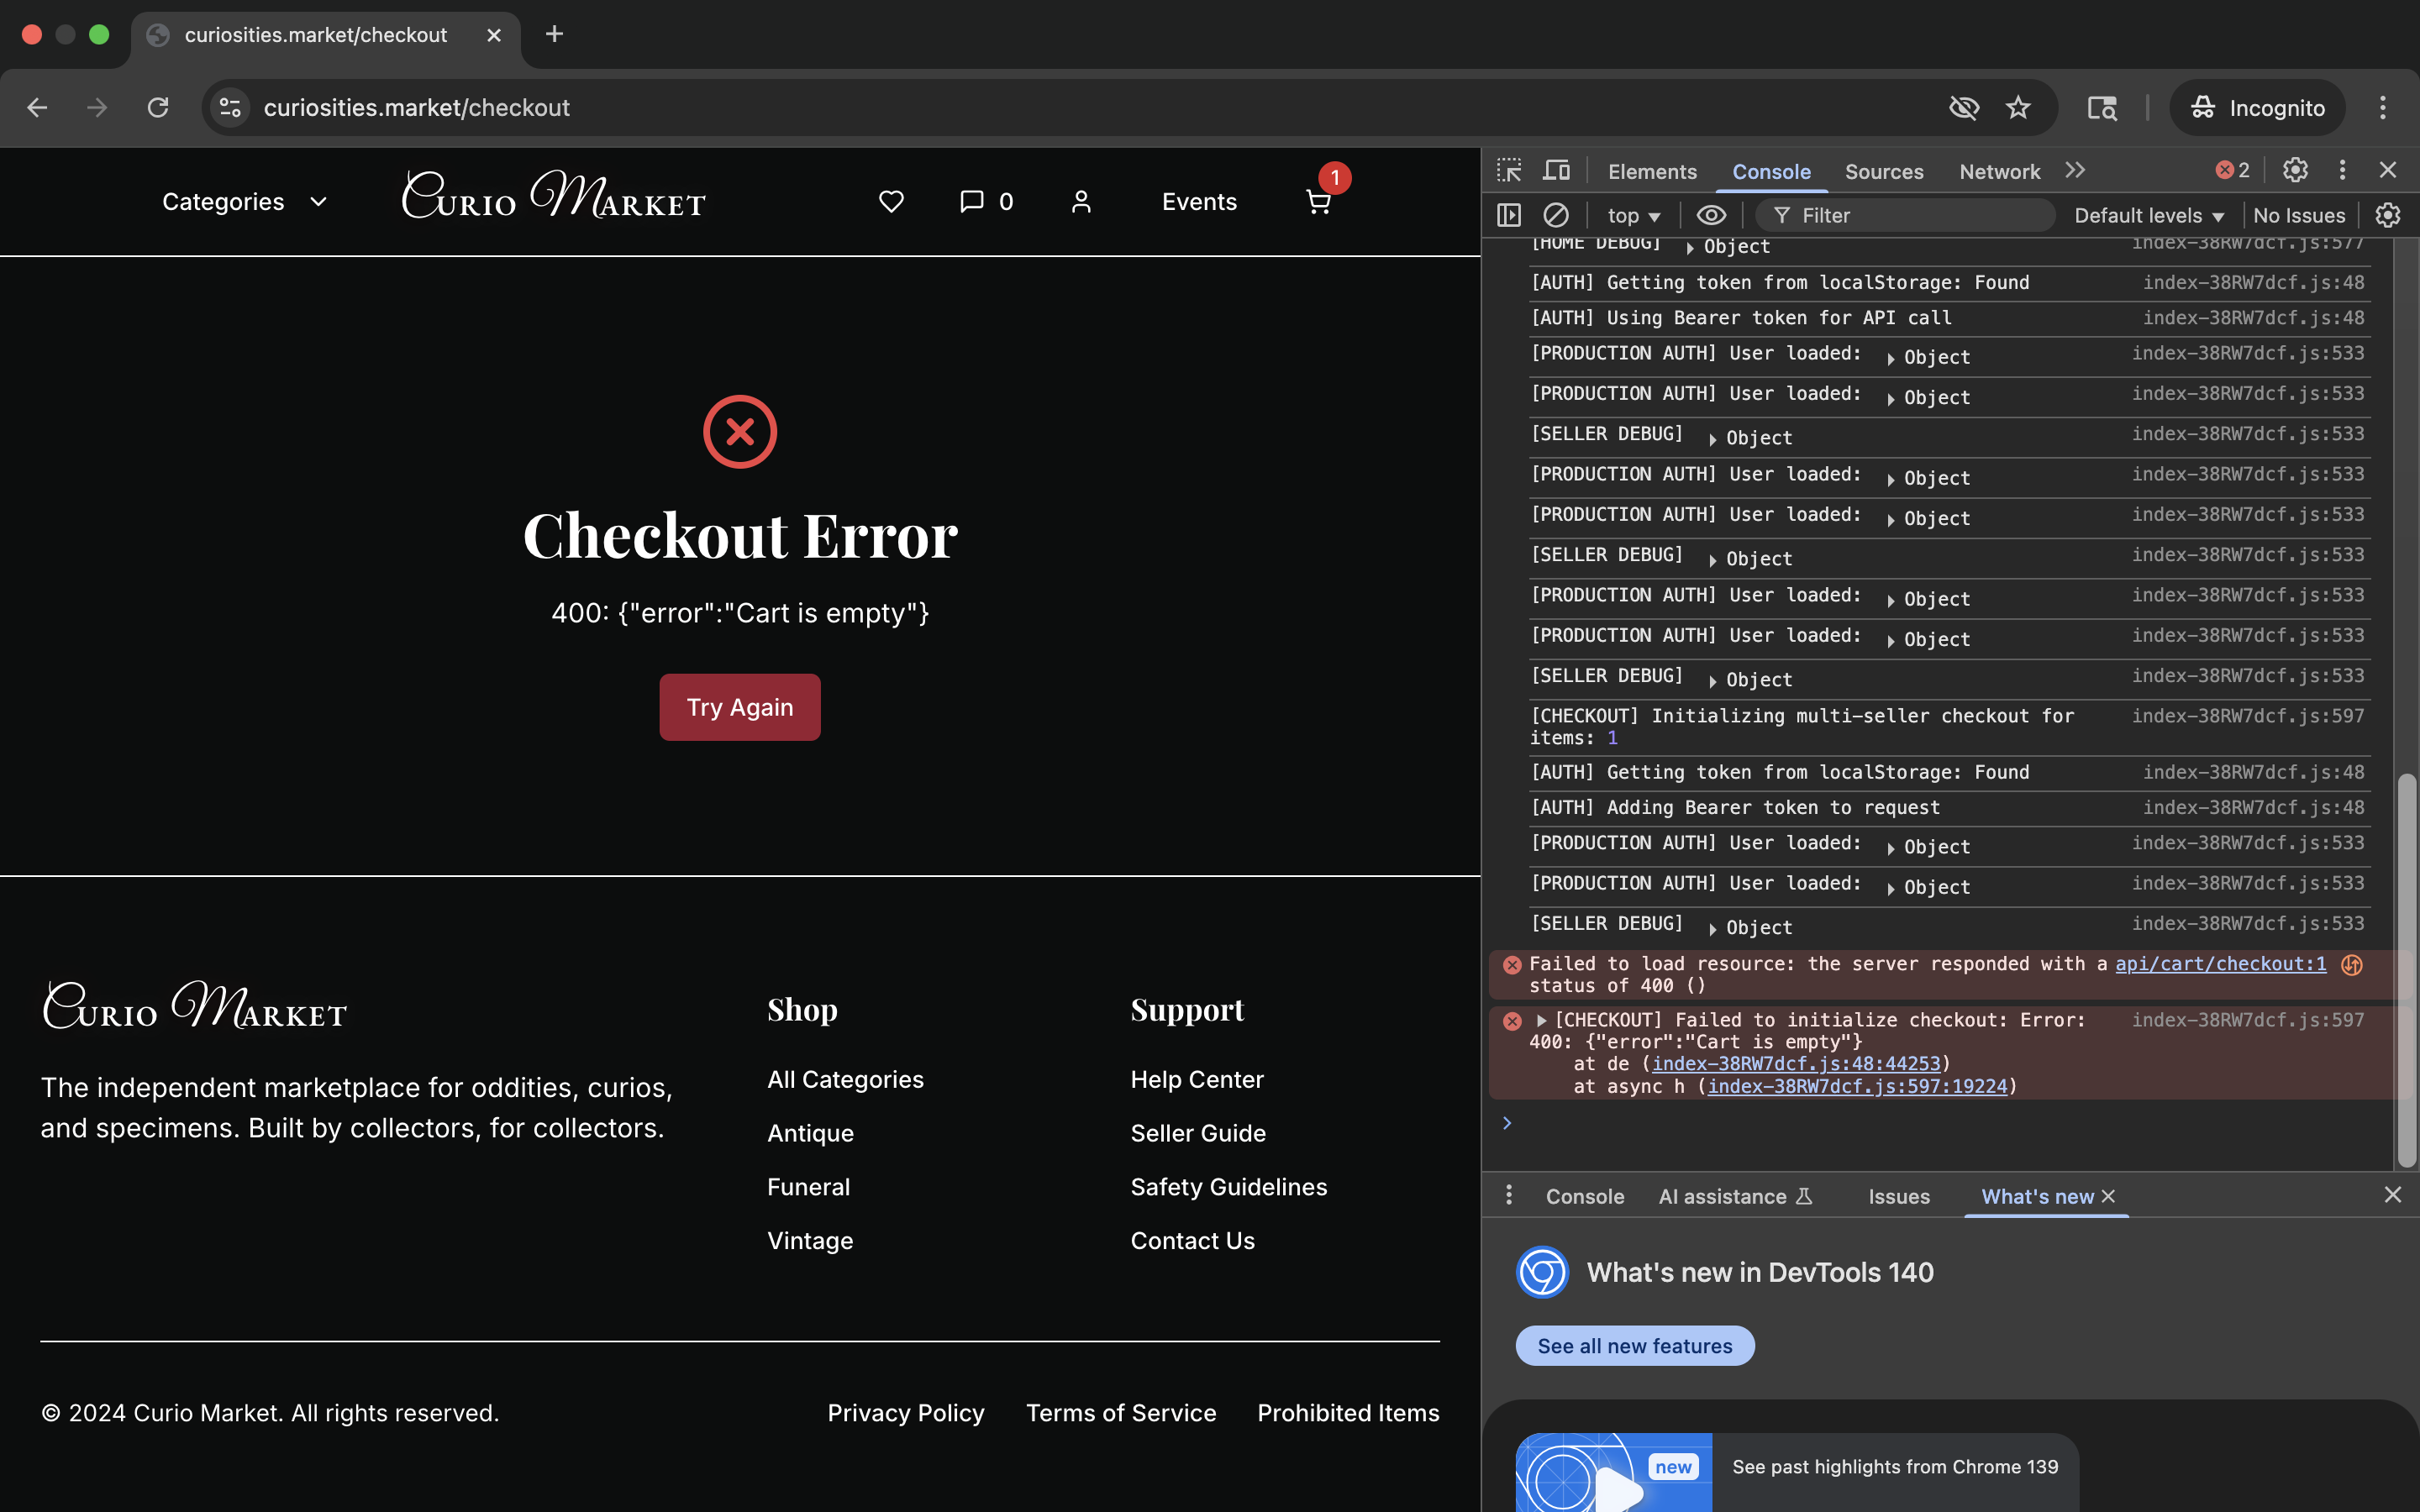 curiosities.market/checkout
curiosities.market/checkout
Incognito
Categories
Curio Market
0
Events
1
Checkout Error
400: {"error":"Cart is empty"}
Try Again
Curio Market
The independent marketplace for oddities, curios,
and specimens. Built by collectors, for collectors.
Shop
All Categories
Antique
Funeral
Vintage
Support
Help Center
Seller Guide
Safety Guidelines
Contact Us
© 2024 Curio Market. All rights reserved.
Privacy Policy
Terms of Service
Prohibited Items
Elements
Console
Sources
Network
2
top
Filter
Default levels
No Issues
[HOME DEBUG] Object index-38RW7dcf.js:577
[AUTH] Getting token from localStorage: Found index-38RW7dcf.js:48
[AUTH] Using Bearer token for API call index-38RW7dcf.js:48
[PRODUCTION AUTH] User loaded: Object index-38RW7dcf.js:533
[PRODUCTION AUTH] User loaded: Object index-38RW7dcf.js:533
[SELLER DEBUG] Object index-38RW7dcf.js:533
[PRODUCTION AUTH] User loaded: Object index-38RW7dcf.js:533
[PRODUCTION AUTH] User loaded: Object index-38RW7dcf.js:533
[SELLER DEBUG] Object index-38RW7dcf.js:533
[PRODUCTION AUTH] User loaded: Object index-38RW7dcf.js:533
[PRODUCTION AUTH] User loaded: Object index-38RW7dcf.js:533
[SELLER DEBUG] Object index-38RW7dcf.js:533
[CHECKOUT] Initializing multi-seller checkout for index-38RW7dcf.js:597
items: 1
[AUTH] Getting token from localStorage: Found index-38RW7dcf.js:48
[AUTH] Adding Bearer token to request index-38RW7dcf.js:48
[PRODUCTION AUTH] User loaded: Object index-38RW7dcf.js:533
[PRODUCTION AUTH] User loaded: Object index-38RW7dcf.js:533
[SELLER DEBUG] Object index-38RW7dcf.js:533
Failed to load resource: the server responded with a api/cart/checkout:1
status of 400 ()
[CHECKOUT] Failed to initialize checkout: Error: index-38RW7dcf.js:597
400: {"error":"Cart is empty"}
at de (index-38RW7dcf.js:48:44253)
at async h (index-38RW7dcf.js:597:19224)
Console
AI assistance
Issues
What's new
What's new in DevTools 140
See all new features
new
See past highlights from Chrome 139